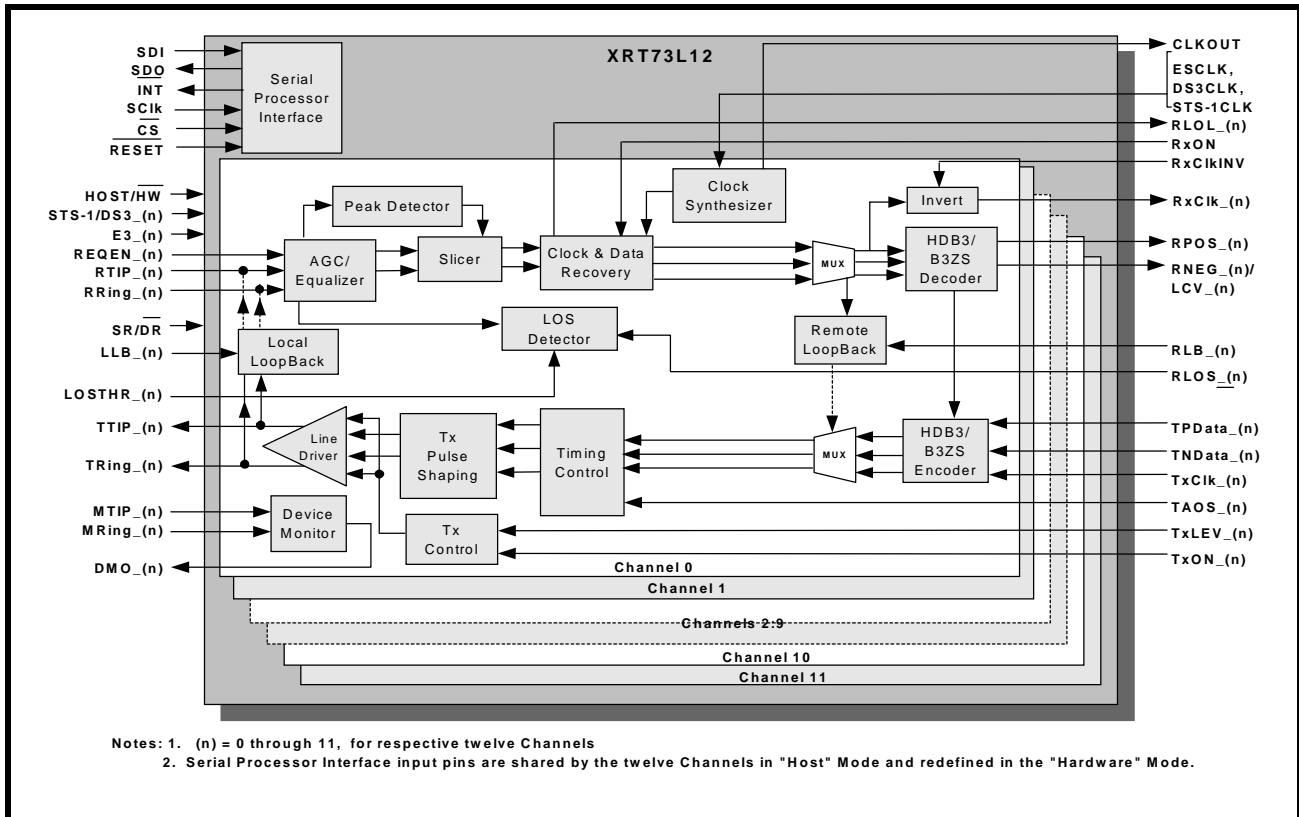 XRT73L12
SDI
SDO
INT
SClk
CS
RESET
Serial
Processor
Interface
CLKOUT
ESCLK,
DS3CLK,
STS-1CLK
RLOL_(n)
RxON
RxClkINV
HOST/HW
STS-1/DS3_(n)
E3_(n)
REQEN_(n)
RTIP_(n)
RRing_(n)
SR/DR
LLB_(n)
LOSTHR_(n)
TTIP_(n)
TRing_(n)
MTIP_(n)
MRing_(n)
DMO_(n)
Peak Detector
AGC/
Equalizer
Slicer
Clock & Data
Recovery
Clock
Synthesizer
MUX
Invert
HDB3/
B3ZS
Decoder
RxClk_(n)
RPOS_(n)
RNEG_(n)/
LCV_(n)
LOS
Detector
Local
LoopBack
Remote
LoopBack
RLB_(n)
RLOS_(n)
Line
Driver
Tx
Pulse
Shaping
Timing
Control
MUX
HDB3/
B3ZS
Encoder
TPData_(n)
TNData_(n)
TxClk_(n)
TAOS_(n)
TxLEV_(n)
TxON_(n)
Device
Monitor
Tx
Control
Channel 0
Channel 1
Channels 2:9
Channel 10
Channel 11
Notes: 1. (n) = 0 through 11, for respective twelve Channels
2. Serial Processor Interface input pins are shared by the twelve Channels in "Host" Mode and redefined in the "Hardware" Mode.